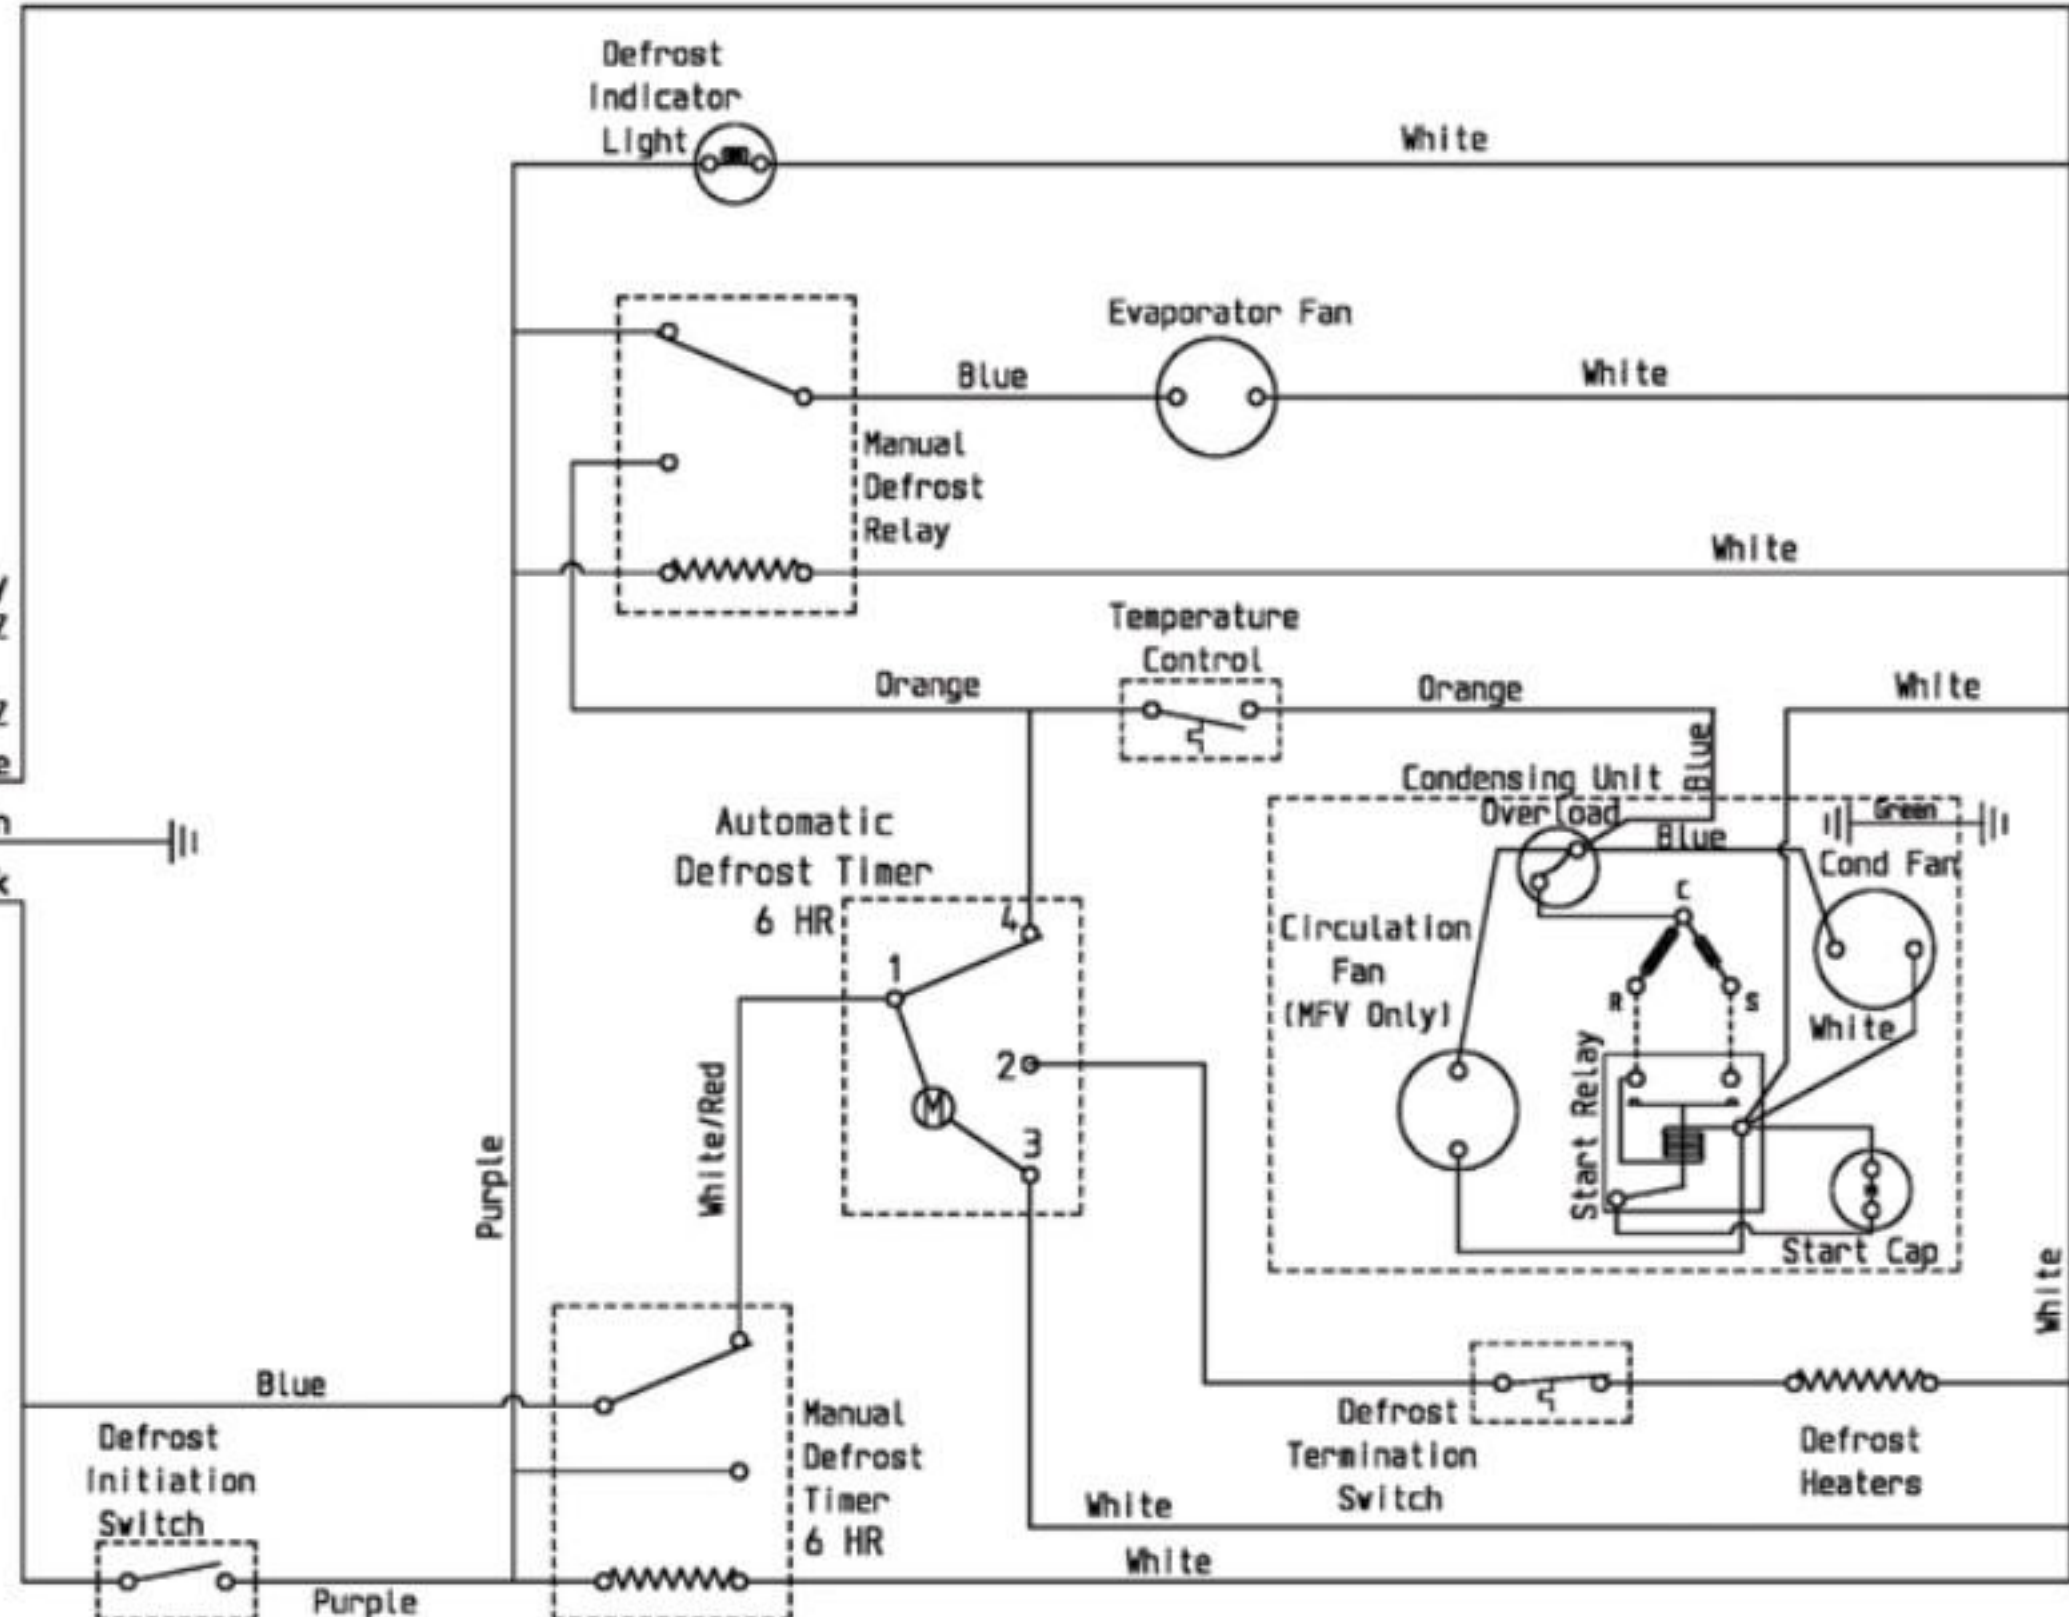 Defrost
Indicator
Light
White
Evaporator Fan
Blue
White
Manual
Defrost
Relay
White
Temperature
Control
Orange
Orange
White
Blue
Condensing Unit
Over load
Blue
Green
Cond Fan
C
R
S
White
Circulation
Fan
(MFV Only)
Start Relay
Start Cap
Automatic
Defrost Timer
6 HR
4
1
2
M
3
White/Red
Purple
White
Blue
Defrost
Initiation
Switch
Purple
Manual
Defrost
Timer
6 HR
Defrost
Termination
Switch
Defrost
Heaters
White
White